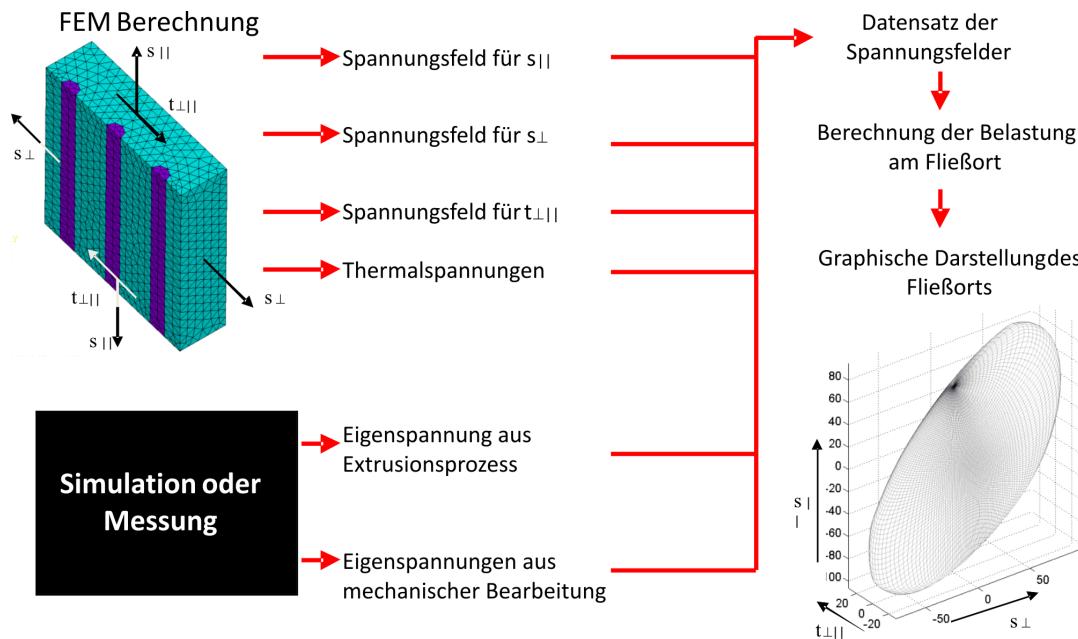 FEM Berechnung
s ||
t⊥||
s⊥
s⊥
t⊥||
s ||
Spannungsfeld für s||
Spannungsfeld für s⊥
Spannungsfeld für t⊥||
Thermalspannungen
Simulation oder
Messung
Eigenspannung aus
Extrusionsprozess
Eigenspannungen aus
mechanischer Bearbeitung
Datensatz der
Spannungsfelder
Berechnung der Belastung
am Fließort
Graphische Darstellungdes
Fließorts
80
60
40
20
0
-20
-40
-60
-80
00
s ||
20
0
-20
-50
0
50
t⊥||
s⊥